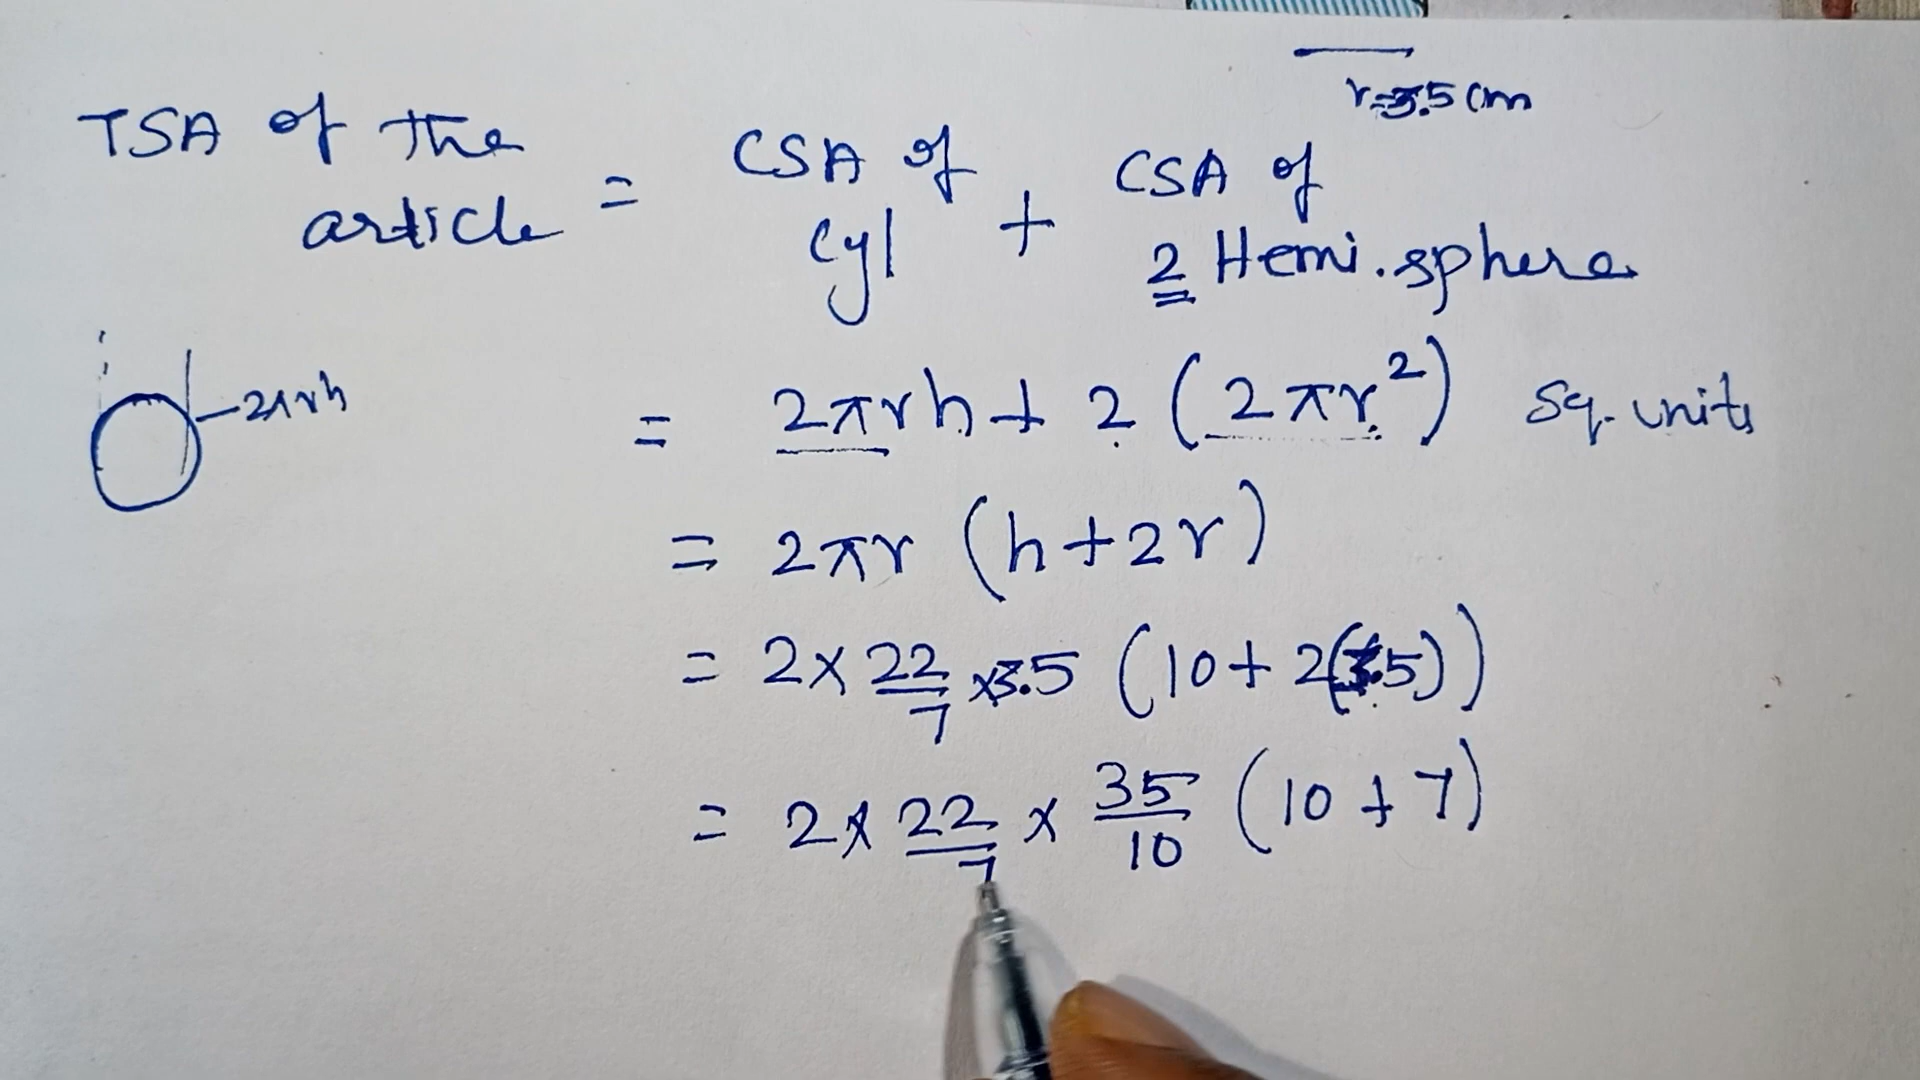 r=3.5 cm
TSA of the article = CSA of cyl + CSA of 2 Hemi.sphere
-2πrh
= 2πrh + 2 (2πr²) Sq. units
= 2πr (h+2r)
= 2 x 22/7 x3.5 (10+2(3.5))
= 2 x 22/7 x 35/10 (10+7)